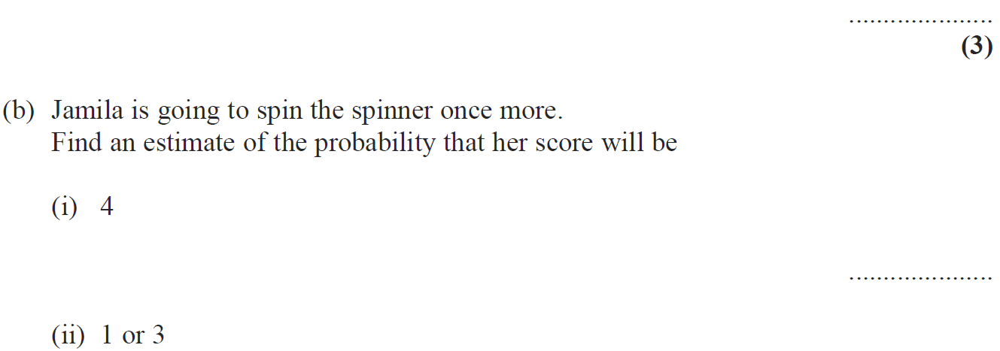 .....................
(3)
(b) Jamila is going to spin the spinner once more.
Find an estimate of the probability that her score will be
(i) 4
.....................
(ii) 1 or 3